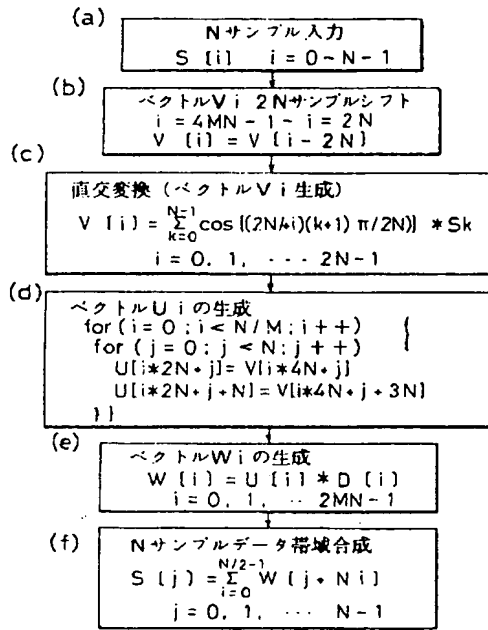 (a)
Nサンプル入力
S [i]  i = 0 ~ N - 1
(b)
ベクトルV i 2Nサンプルシフト
i = 4MN - 1 ~ i = 2N
V [i] = V [i - 2N]
(c)
直交変換 (ベクトルV i 生成)
V [i] = Σ_{k=0}^{N-1} cos {(2N+i)(k+1) π/2N)} * Sk
i = 0, 1, ・・・ 2N-1
(d)
ベクトルU i の生成
for (i = 0 ; i < N / M ; i + + ) {
for ( j = 0 ; j < N ; j + + ) {
U[i*2N+j] = V[i*4N+j]
U[i*2N+j+N] = V[i*4N+j+3N]
} }
(e)
ベクトルW i の生成
W [i] = U [i] * D [i]
i = 0, 1, ・・ 2MN-1
(f)
Nサンプルデータ帯域合成
S (j) = Σ_{i=0}^{N/2-1} W (j + N i)
j = 0, 1, ・・・ N-1